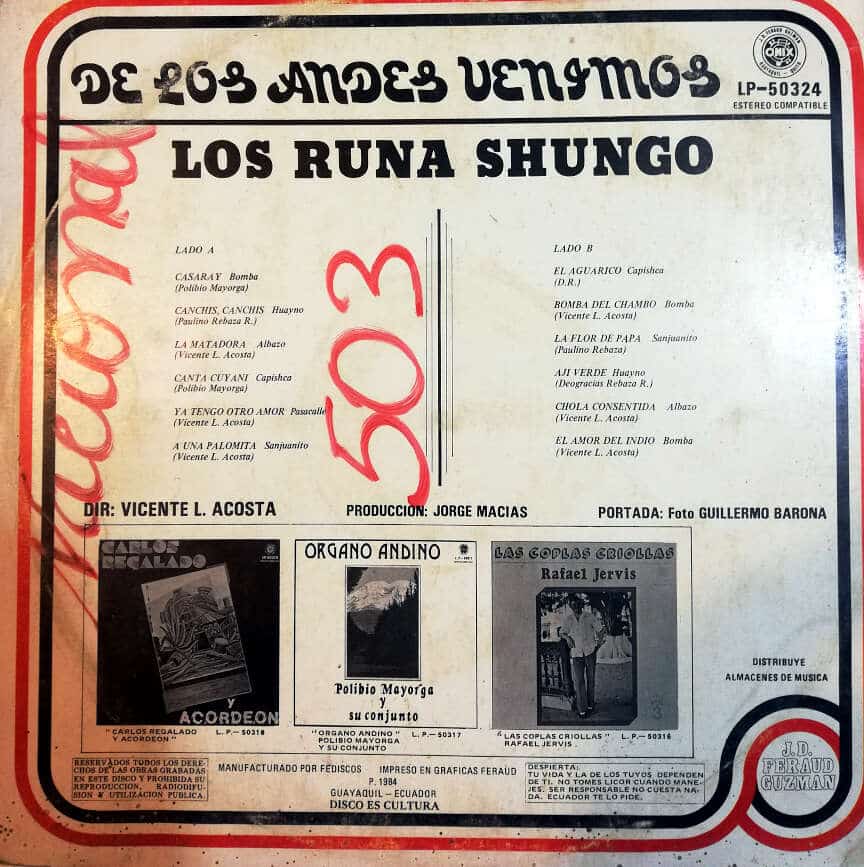 DE LOS ANDES VENIMOS
J.D. FERAUD GUZMAN
ONIX
GUAYAQUIL - QUITO
LP-50324
ESTEREO COMPATIBLE
LOS RUNA SHUNGO
Nacional
503
LADO A
CASARAY Bomba
(Polibio Mayorga)
CANCHIS, CANCHIS Huayno
(Paulino Rebaza R.)
LA MATADORA Albazo
(Vicente L. Acosta)
CANTA CUYANI Capishca
(Polibio Mayorga)
YA TENGO OTRO AMOR Pasacalle
(Vicente L. Acosta)
A UNA PALOMITA Sanjuanito
(Vicente L. Acosta)
LADO B
EL AGUARICO Capishca
(D.R.)
BOMBA DEL CHAMBO Bomba
(Vicente L. Acosta)
LA FLOR DE PAPA Sanjuanito
(Paulino Rebaza)
AJI VERDE Huayno
(Deogracias Rebaza R.)
CHOLA CONSENTIDA Albazo
(Vicente L. Acosta)
EL AMOR DEL INDIO Bomba
(Vicente L. Acosta)
DIR: VICENTE L. ACOSTA
PRODUCCION: JORGE MACIAS
PORTADA: Foto GUILLERMO BARONA
CARLOS
REGALADO
y
ACORDEON
"CARLOS REGALADO
Y ACORDEON"
L.P.-50318
ORGANO ANDINO
Polibio Mayorga
y
su conjunto
"ORGANO ANDINO"
POLIBIO MAYORGA
Y SU CONJUNTO
L.P.-50317
LAS COPLAS CRIOLLAS
Rafael Jervis
"LAS COPLAS CRIOLLAS"
RAFAEL JERVIS.
L.P.-50316
DISTRIBUYE
ALMACENES DE MUSICA
J.D.
FERAUD
GUZMAN
RESERVADOS TODOS LOS DERE-
CHOS DE LAS OBRAS GRABADAS
EN ESTE DISCO Y PROHIBIDA SU
REPRODUCCION, RADIODIFU-
SION Y UTILIZACION PUBLICA.
MANUFACTURADO POR FEDISCOS IMPRESO EN GRAFICAS FERAUD
P. 1984
GUAYAQUIL - ECUADOR
DISCO ES CULTURA
DESPIERTA:
TU VIDA Y LA DE LOS TUYOS DEPENDEN
DE TI. NO TOMES LICOR CUANDO MANE-
JES. SER RESPONSABLE NO CUESTA NA-
DA. ECUADOR TE LO PIDE.